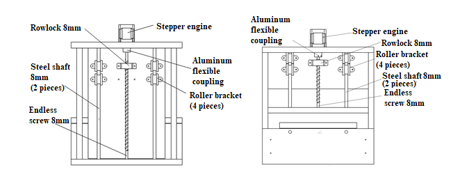 Rowlock 8mm
Stepper engine
Steel shaft
8mm
(2 pieces)
Aluminum
flexible
coupling
Roller bracket
(4 pieces)
Endless
screw 8mm
Aluminum
flexible
coupling
Stepper engine
Rowlock 8mm
Roller bracket
(4 pieces)
Steel shaft 8mm
(2 pieces)
Endless
screw 8mm